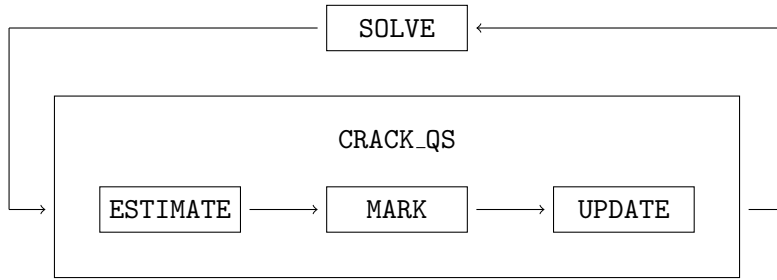 SOLVE
CRACK_QS
ESTIMATE
MARK
UPDATE